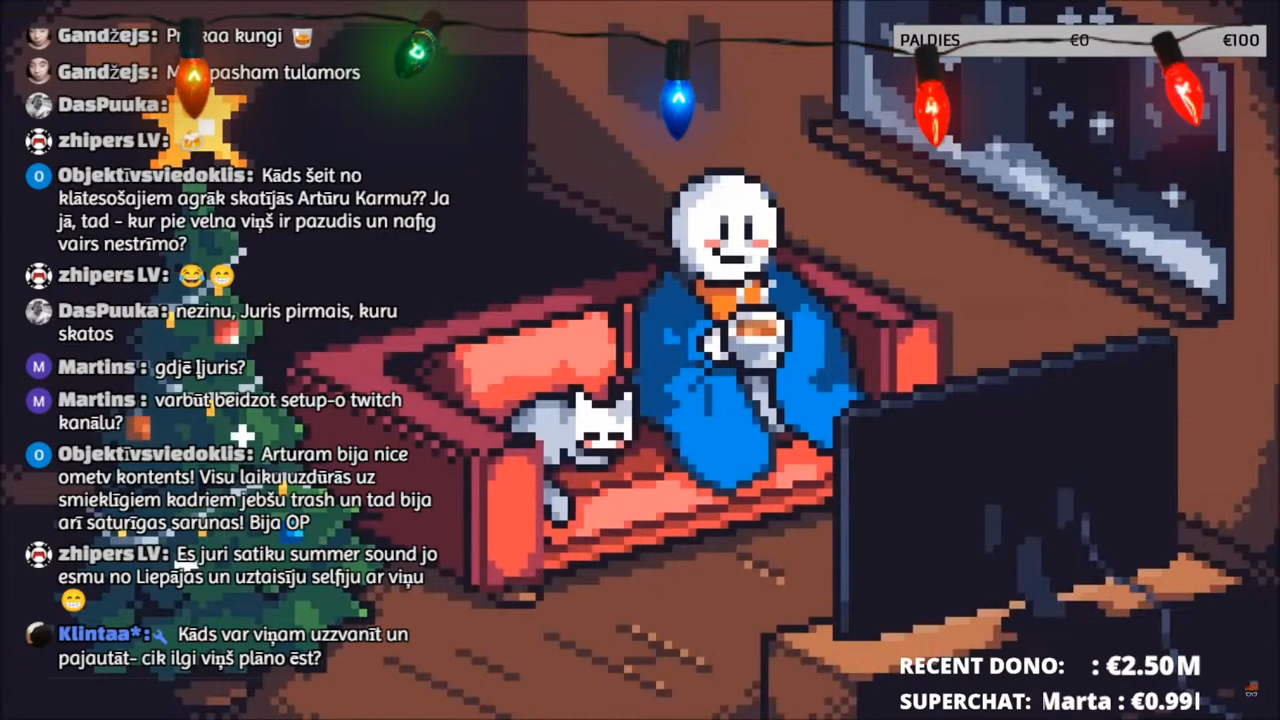 Gandžejs: kungi
PALDIES €0 €100
Gandžejs: pasham tulamors
DasPuuka:
zhipers LV:
Objektīvsviedoklis: Kāds šeit no
klātesošajiem agrāk skatījās Artūru Karmu?? Ja
jā, tad - kur pie velna viņš ir pazudis un nafig
vairs nestrīmo?
zhipers LV: 😂😁
DasPuuka: nezinu, Juris pirmais, kuru
skatos
M Martins : gdje ljuris?
M Martins : varbūt beidzot setup-o twitch
kanālu?
Objektīvsviedoklis: Arturam bija nice
ometv kontents! Visu laiku uzdūrās uz
smieklīgiem kadriem jebšu trash un tad bija
arī saturīgas sarunas! Bija OP
zhipers LV: Es juri satiku summer sound jo
esmu no Liepājas un uztaisīju selfiju ar viņu
😁
Klintaa*: Kāds var viņam uzzvanīt un
pajautāt- cik ilgi viņš plāno ēst?
RECENT DONO: : €2.50 M
SUPERCHAT: Marta : €0.99